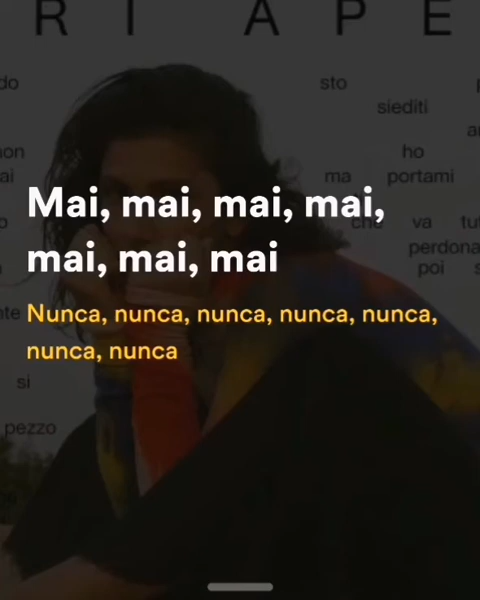 R I A P E
do
sto
siediti
non
ho
ai
ma
portami
Mai, mai, mai, mai,
che
va
perdona
mai, mai, mai
poi
Nunca, nunca, nunca, nunca, nunca,
nunca, nunca
si
pezzo